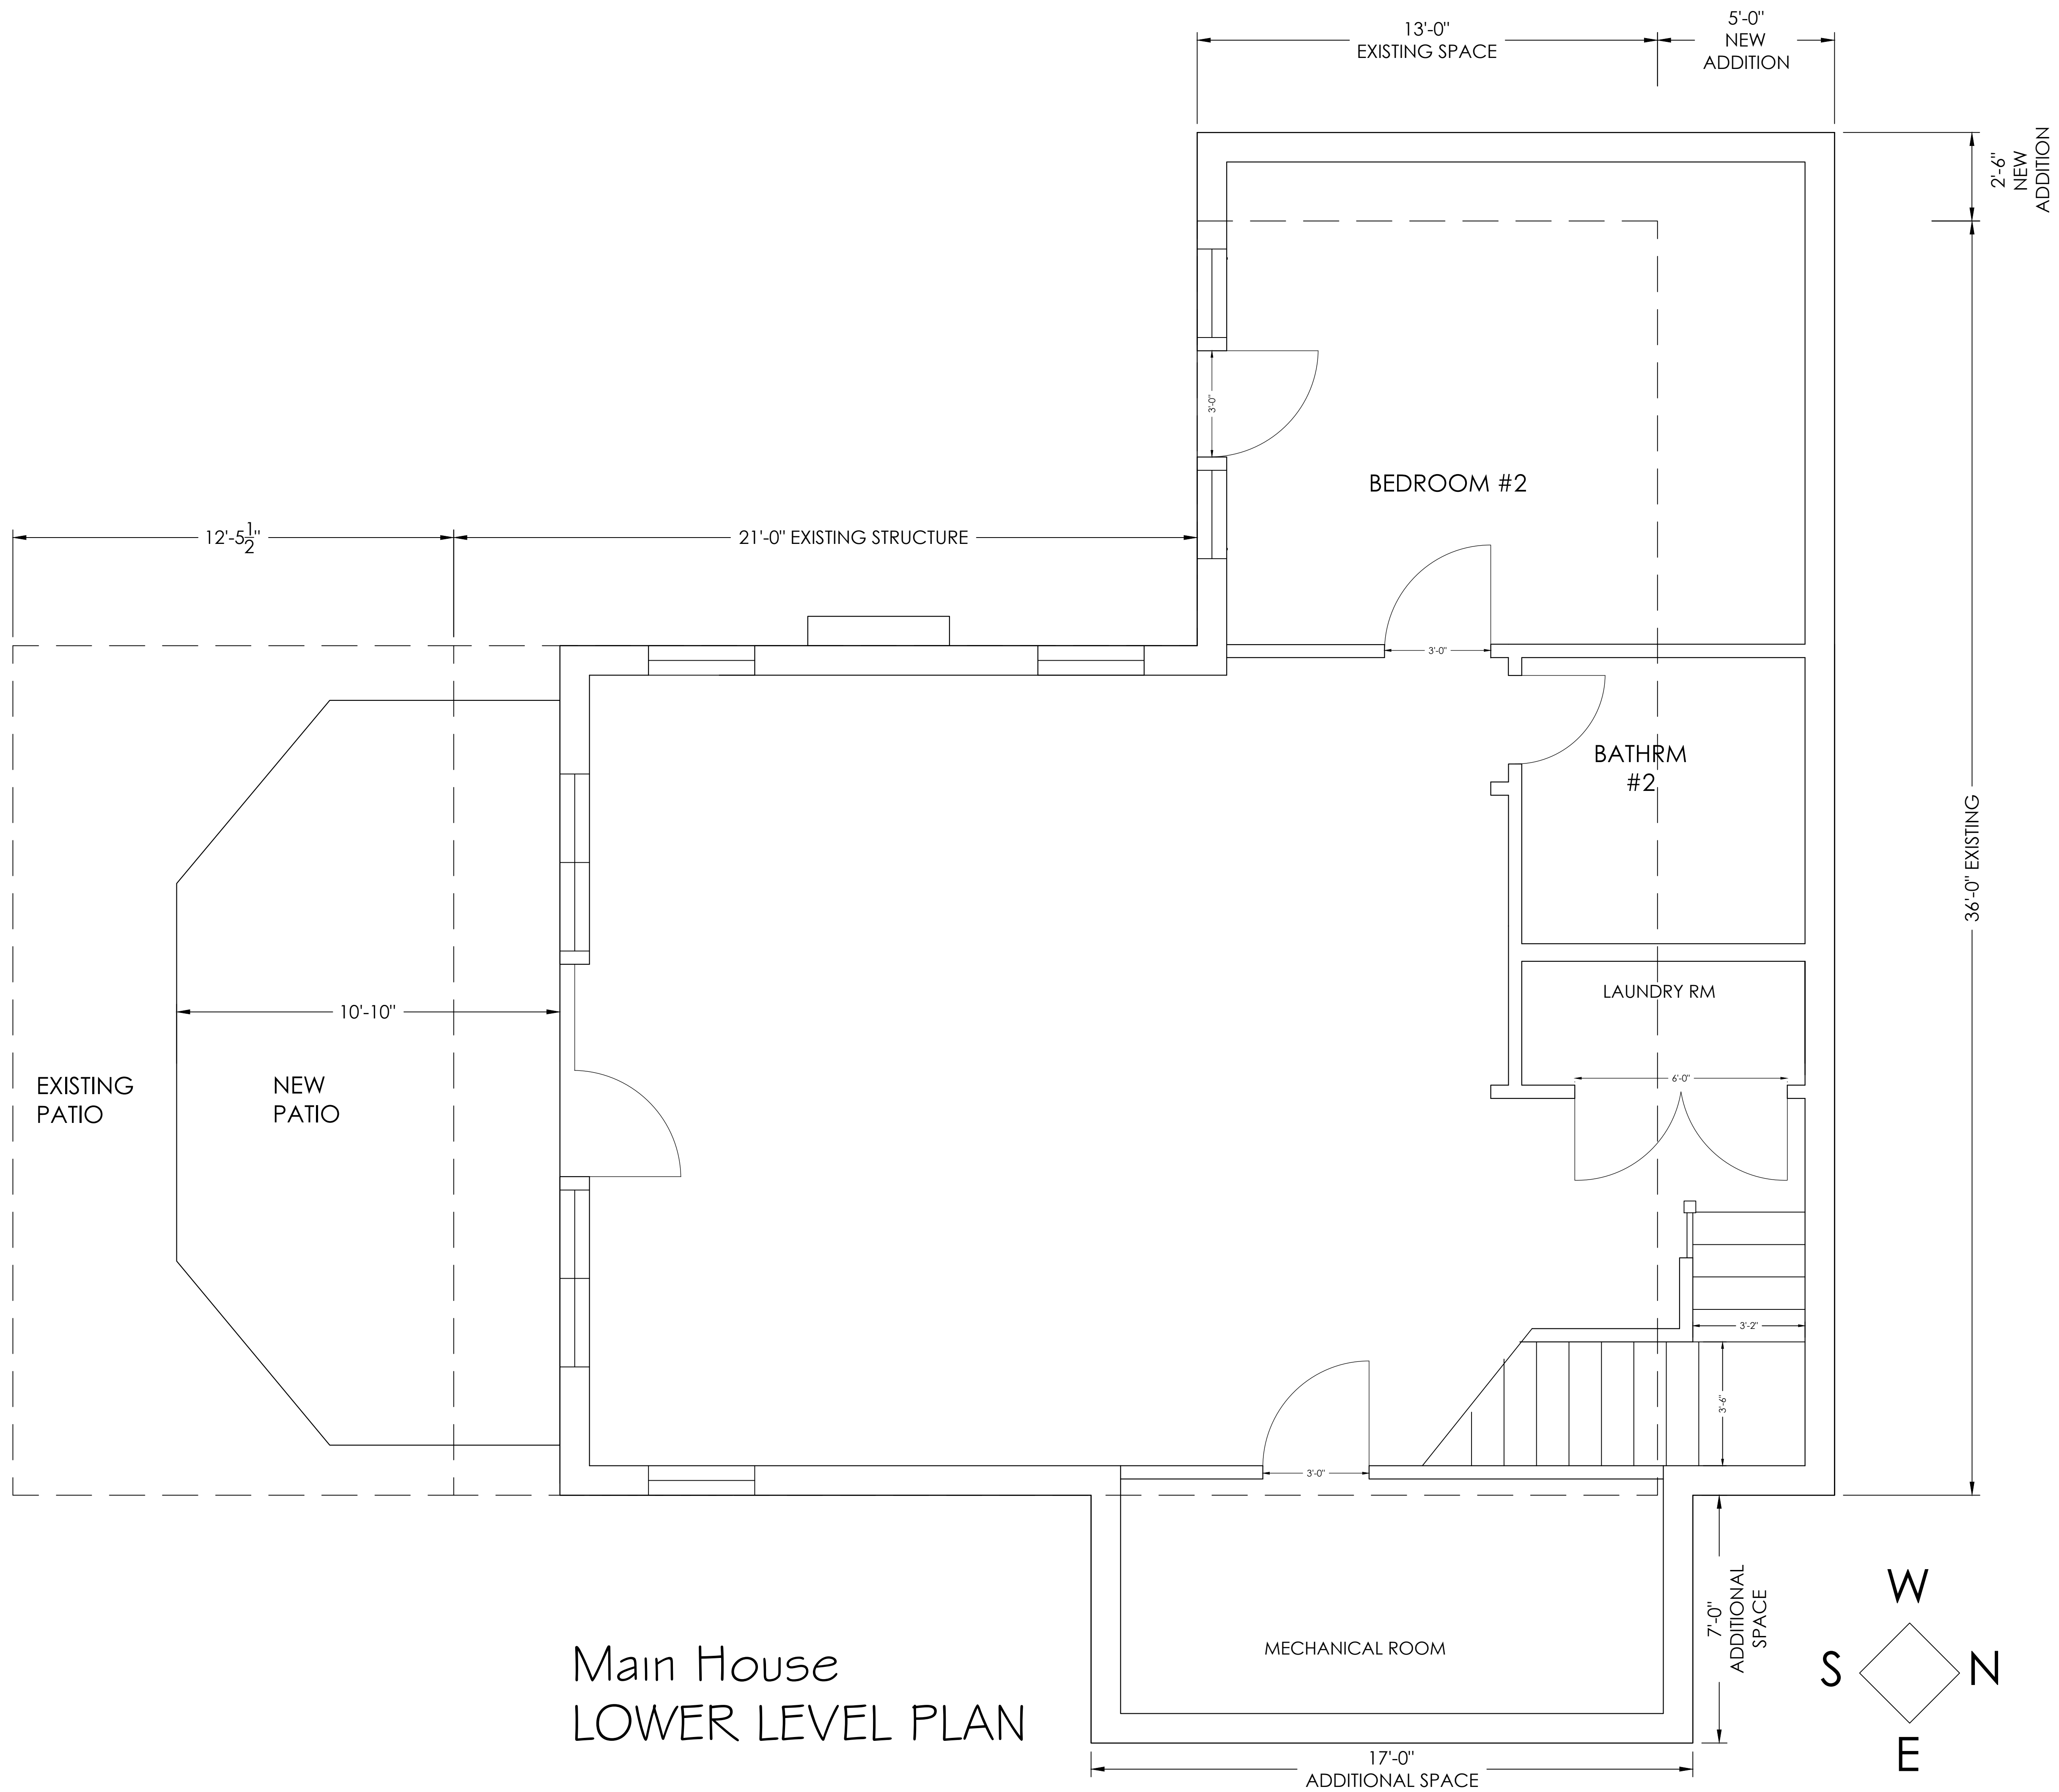 13'-0"
EXISTING SPACE
5'-0"
NEW
ADDITION
2'-6"
NEW
ADDITION
3'-0"
BEDROOM #2
12'-5 1/2"
21'-0" EXISTING STRUCTURE
3'-0"
BATHRM
#2
36'-0" EXISTING
LAUNDRY RM
10'-10"
6'-0"
EXISTING
PATIO
NEW
PATIO
3'-2"
3'-6"
3'-0"
7'-0"
ADDITIONAL
SPACE
MECHANICAL ROOM
Main House
LOWER LEVEL PLAN
W
S
N
E
17'-0"
ADDITIONAL SPACE